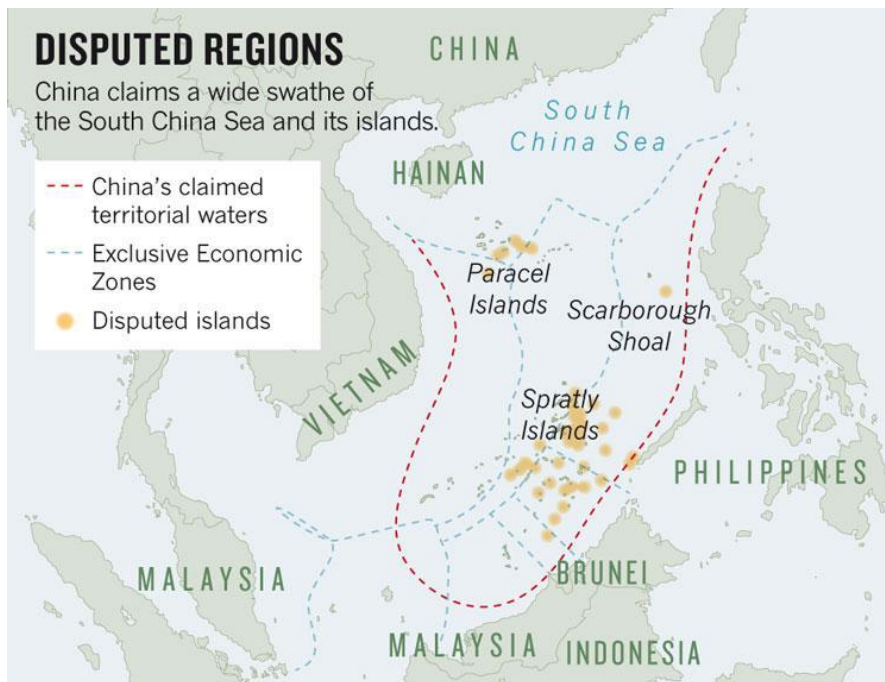 DISPUTED REGIONS
China claims a wide swathe of
the South China Sea and its islands.
China's claimed
territorial waters
Exclusive Economic
Zones
Disputed islands
CHINA
South
China Sea
HAINAN
Paracel
Islands
Scarborough
Shoal
VIETNAM
Spratly
Islands
PHILIPPINES
MALAYSIA
BRUNEI
MALAYSIA
INDONESIA